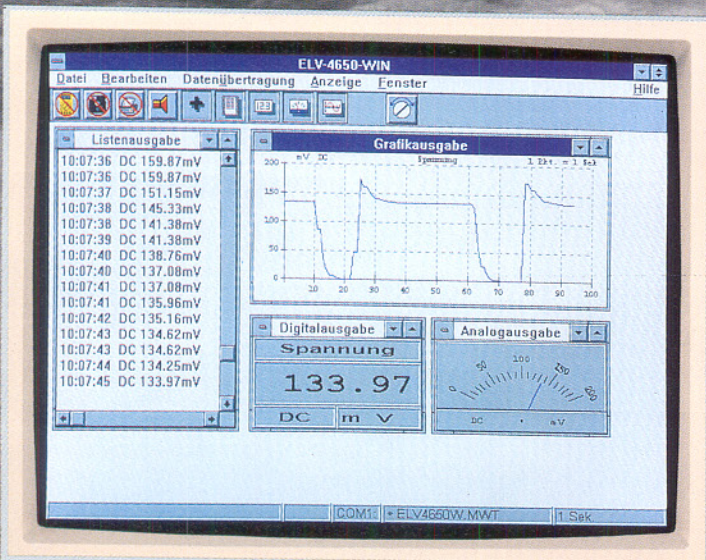 ELV-4650-WIN
Datei Bearbeiten Datenübertragung Anzeige Fenster Hilfe
123
Listenausgabe
10:07:36 DC 159.87mV
10:07:36 DC 159.87mV
10:07:37 DC 151.15mV
10:07:38 DC 145.33mV
10:07:38 DC 141.38mV
10:07:39 DC 141.38mV
10:07:40 DC 138.76mV
10:07:40 DC 137.08mV
10:07:41 DC 137.08mV
10:07:41 DC 135.96mV
10:07:42 DC 135.16mV
10:07:43 DC 134.62mV
10:07:43 DC 134.62mV
10:07:44 DC 134.25mV
10:07:45 DC 133.97mV
Grafikausgabe
mV DC Spannung 1 Pkt. = 1 Sek
200
150
100
50
0
10 20 30 40 50 60 70 80 90 100
Digitalausgabe
Spannung
133.97
DC m V
Analogausgabe
0 50 100 150 200
DC mV
COM1: * ELV4650W.MWT 1 Sek.